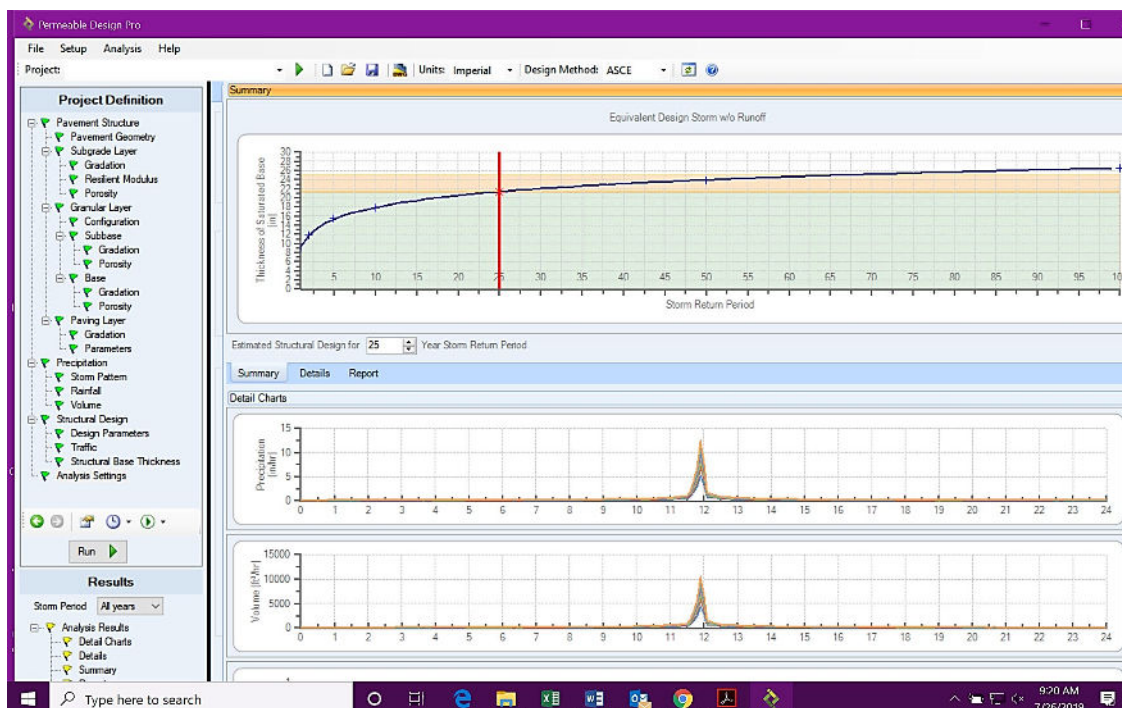 Permeable Design Pro
File Setup Analysis Help
Project: Units: Imperial Design Method: ASCE
Project Definition
Pavement Structure
Pavement Geometry
Subgrade Layer
Gradation
Resilient Modulus
Porosity
Granular Layer
Configuration
Subbase
Gradation
Porosity
Base
Gradation
Porosity
Paving Layer
Gradation
Parameters
Precipitation
Storm Pattern
Rainfall
Volume
Structural Design
Design Parameters
Traffic
Structural Base Thickness
Analysis Settings
Run
Results
Storm Period All years
Analysis Results
Detail Charts
Details
Summary
Summary
Equivalent Design Storm w/o Runoff
Thickness of Saturated Base
[in]
30
28
26
24
22
20
18
16
14
12
10
8
6
4
2
0
5 10 15 20 25 30 35 40 45 50 55 60 65 70 75 80 85 90 95
Storm Return Period
Estimated Structural Design for 25 Year Storm Return Period
Summary Details Report
Detail Charts
Precipitation
[in/hr]
15
10
5
0
0 1 2 3 4 5 6 7 8 9 10 11 12 13 14 15 16 17 18 19 20 21 22 23 24
Volume [ft³/hr]
15000
10000
5000
0
0 1 2 3 4 5 6 7 8 9 10 11 12 13 14 15 16 17 18 19 20 21 22 23 24
Type here to search
9:20 AM
7/26/2019